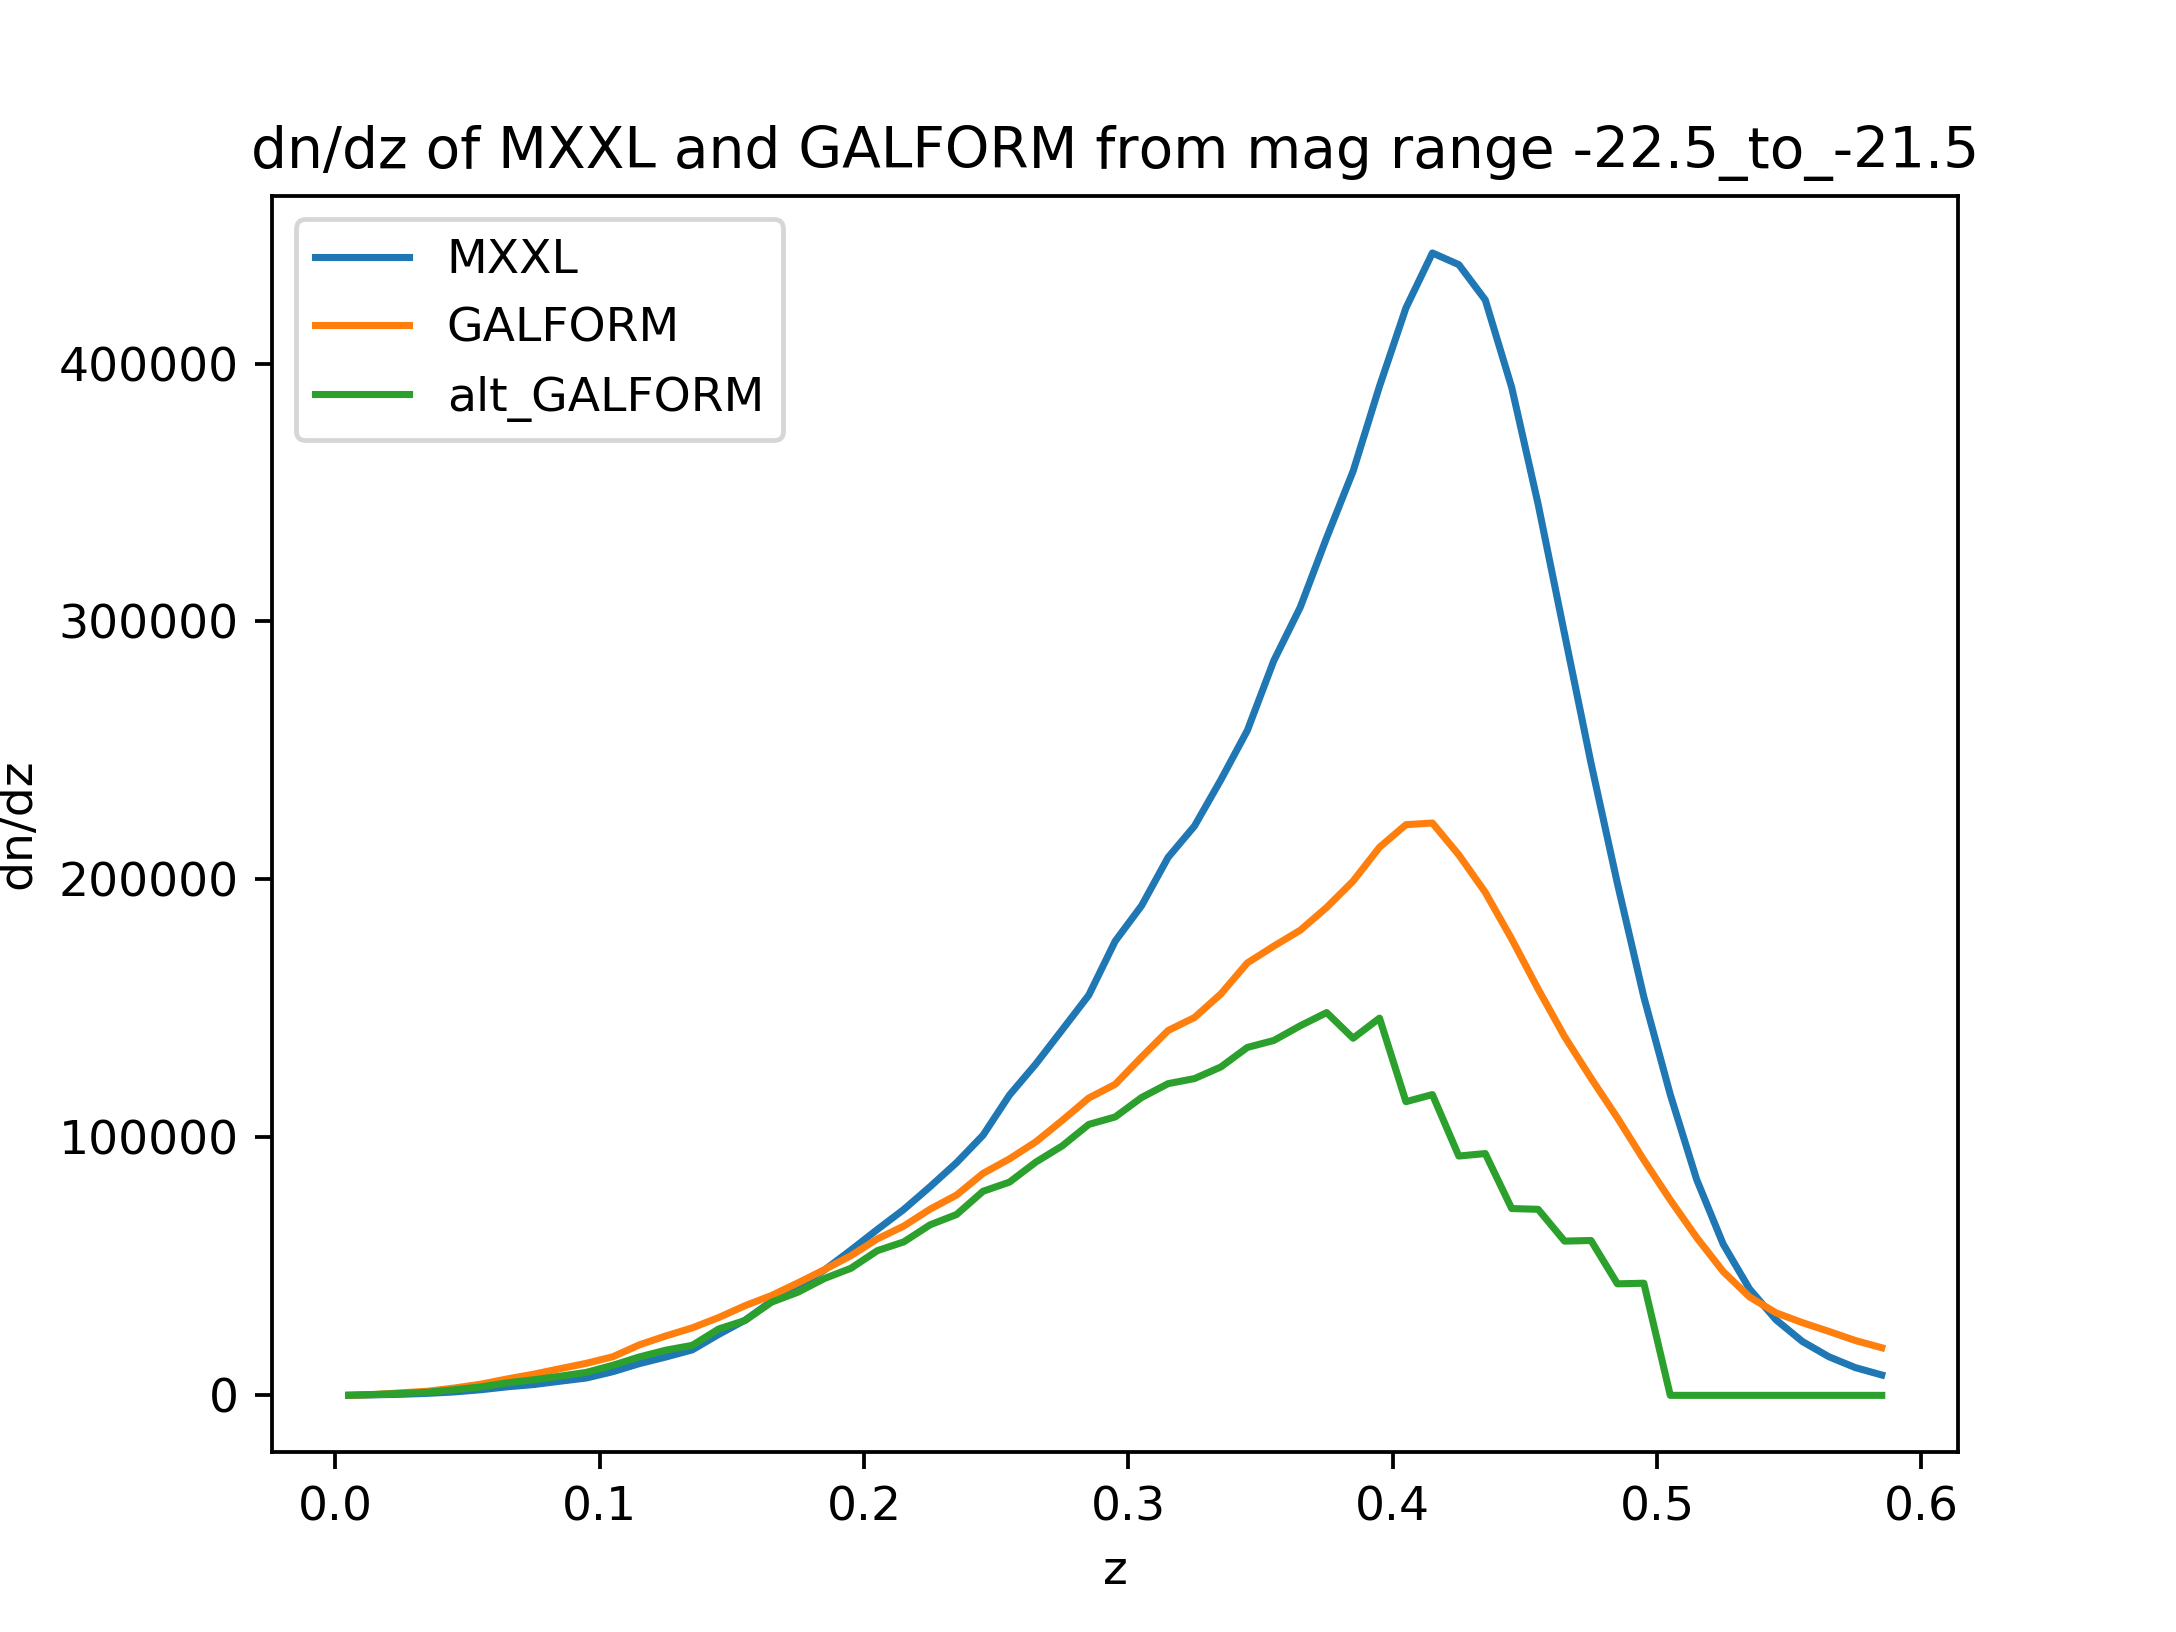 dn/dz of MXXL and GALFORM from mag range -22.5_to_-21.5
MXXL
GALFORM
alt_GALFORM
400000
300000
200000
100000
0
dn/dz
0.0 0.1 0.2 0.3 0.4 0.5 0.6
z